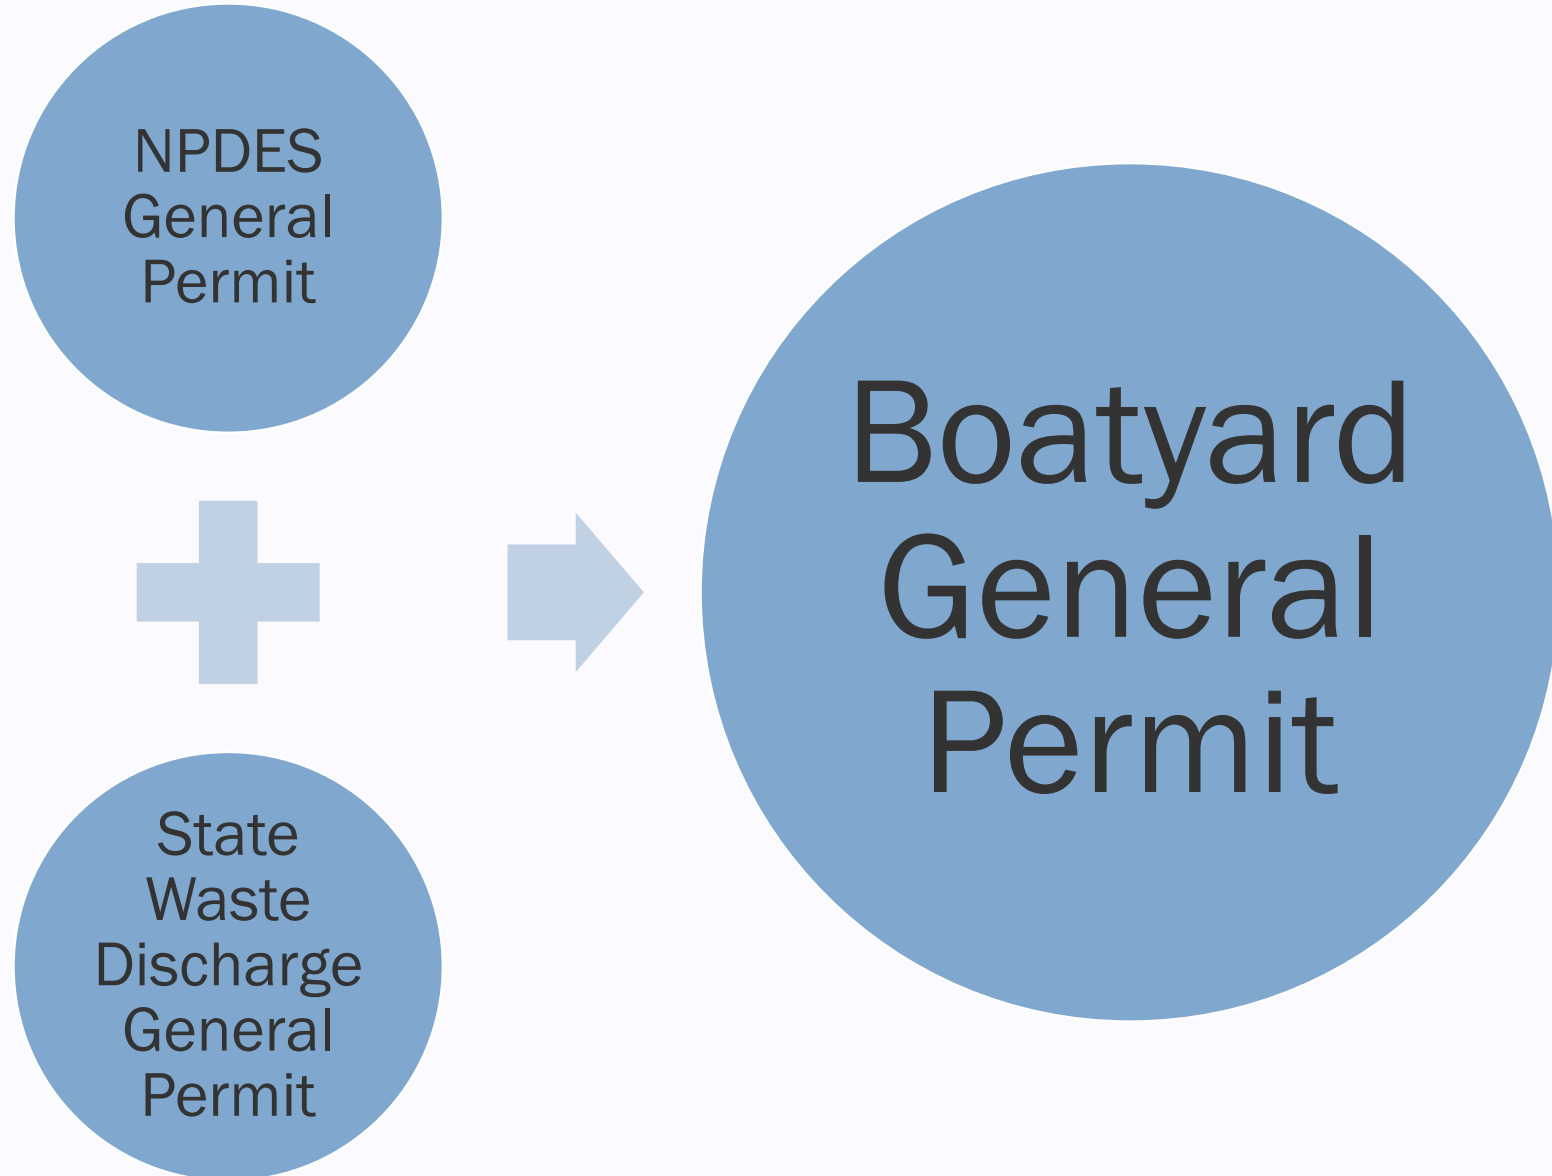 NPDES
General
Permit
State
Waste
Discharge
General
Permit
Boatyard
General
Permit